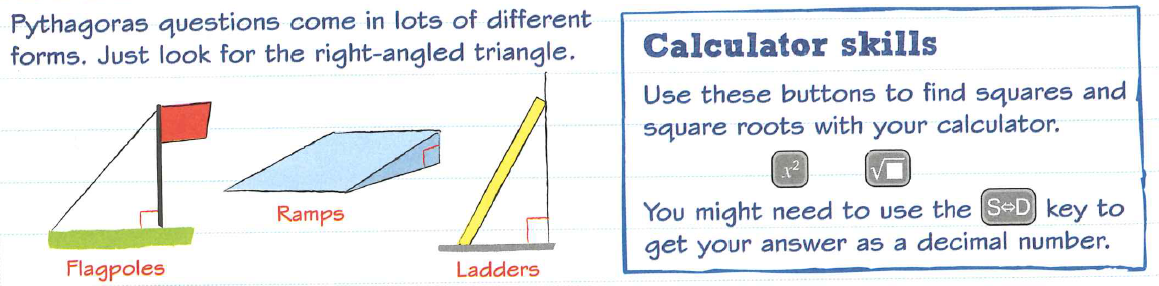 Pythagoras questions come in lots of different
forms. Just look for the right-angled triangle.
Flagpoles
Ramps
Ladders
Calculator skills
Use these buttons to find squares and
square roots with your calculator.
x² √□
You might need to use the S⇔D key to
get your answer as a decimal number.